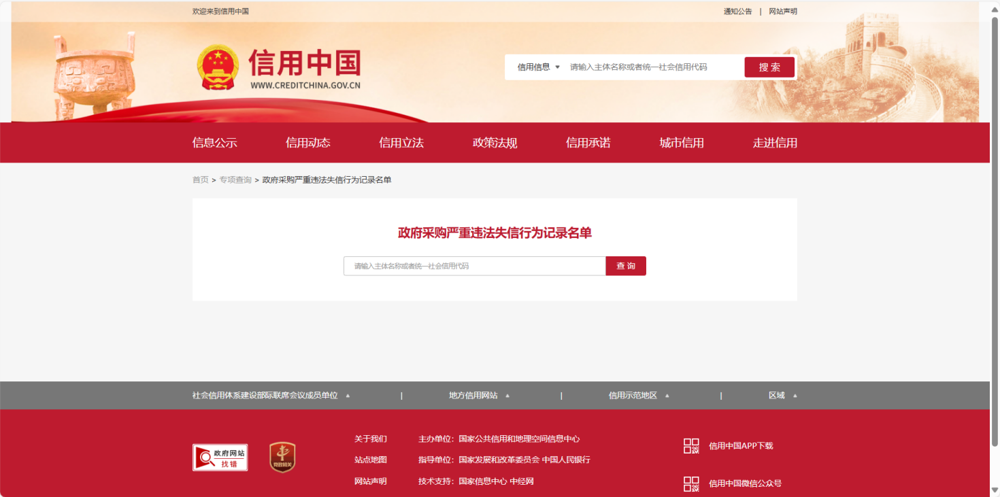 欢迎来到信用中国
通知公告 | 网站声明
信用中国
WWW.CREDITCHINA.GOV.CN
信用信息 请输入主体名称或者统一社会信用代码 搜索
信息公示 信用动态 信用立法 政策法规 信用承诺 城市信用 走进信用
首页 > 专项查询 > 政府采购严重违法失信行为记录名单
政府采购严重违法失信行为记录名单
请输入主体名称或者统一社会信用代码 查询
社会信用体系建设部际联席会议成员单位 | 地方信用网站 | 信用示范地区 | 区域
政府网站
找错
党政机关
关于我们
站点地图
网站声明
主办单位：国家公共信用和地理空间信息中心
指导单位：国家发展和改革委员会 中国人民银行
技术支持：国家信息中心 中经网
信用中国APP下载
信用中国微信公众号